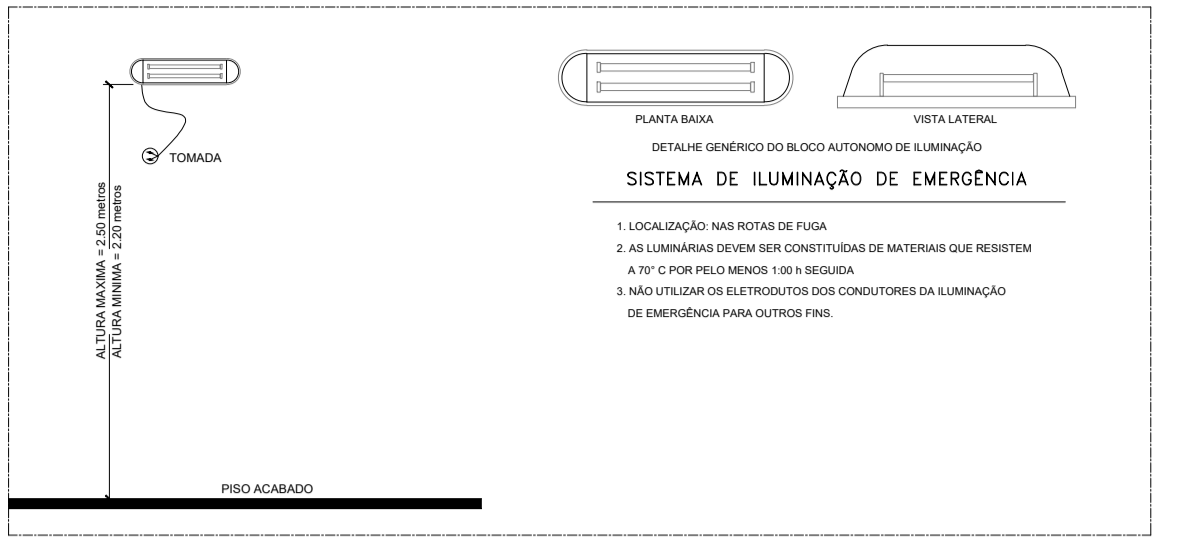 TOMADA
ALTURA MAXIMA = 2.50 metros
ALTURA MINIMA = 2.20 metros
PISO ACABADO
PLANTA BAIXA
VISTA LATERAL
DETALHE GENÉRICO DO BLOCO AUTONOMO DE ILUMINAÇÃO
SISTEMA DE ILUMINAÇÃO DE EMERGÊNCIA
1. LOCALIZAÇÃO: NAS ROTAS DE FUGA
2. AS LUMINÁRIAS DEVEM SER CONSTITUÍDAS DE MATERIAIS QUE RESISTEM
A 70° C POR PELO MENOS 1:00 h SEGUIDA
3. NÃO UTILIZAR OS ELETRODUTOS DOS CONDUTORES DA ILUMINAÇÃO
DE EMERGÊNCIA PARA OUTROS FINS.